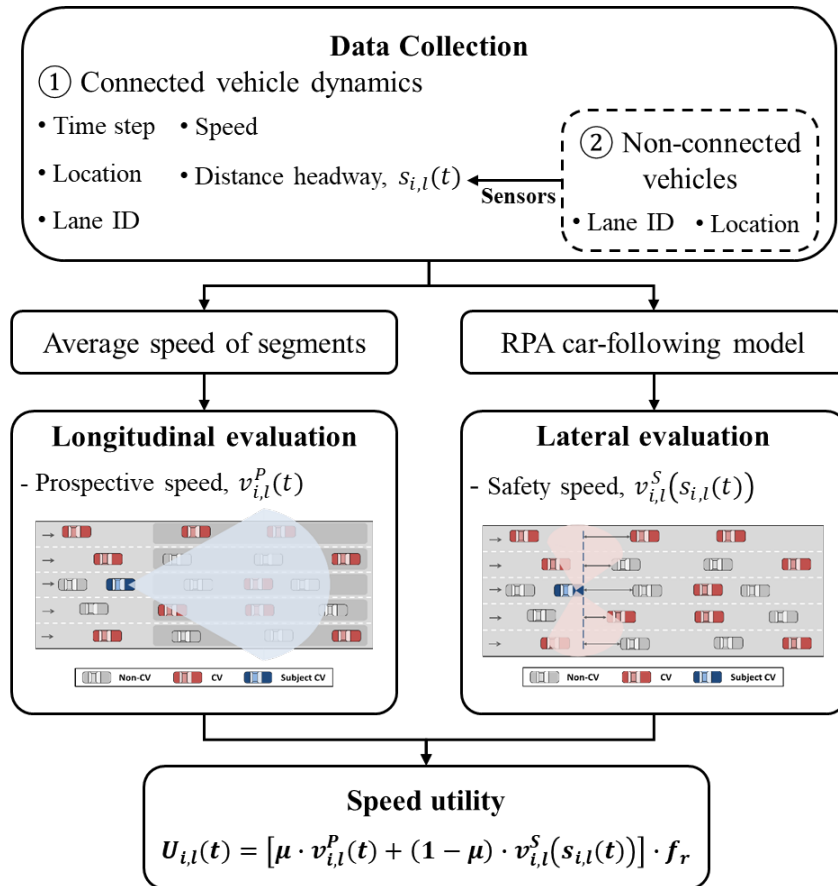 Data Collection
① Connected vehicle dynamics
• Time step • Speed
• Location • Distance headway, s_{i,l}(t)
• Lane ID
Sensors
② Non-connected
vehicles
• Lane ID • Location
Average speed of segments
RPA car-following model
Longitudinal evaluation
- Prospective speed, v^P_{i,l}(t)
Non-CV CV Subject CV
Lateral evaluation
- Safety speed, v^S_{i,l}(s_{i,l}(t))
Non-CV CV Subject CV
Speed utility
U_{i,l}(t) = [μ · v^P_{i,l}(t) + (1 − μ) · v^S_{i,l}(s_{i,l}(t))] · f_r